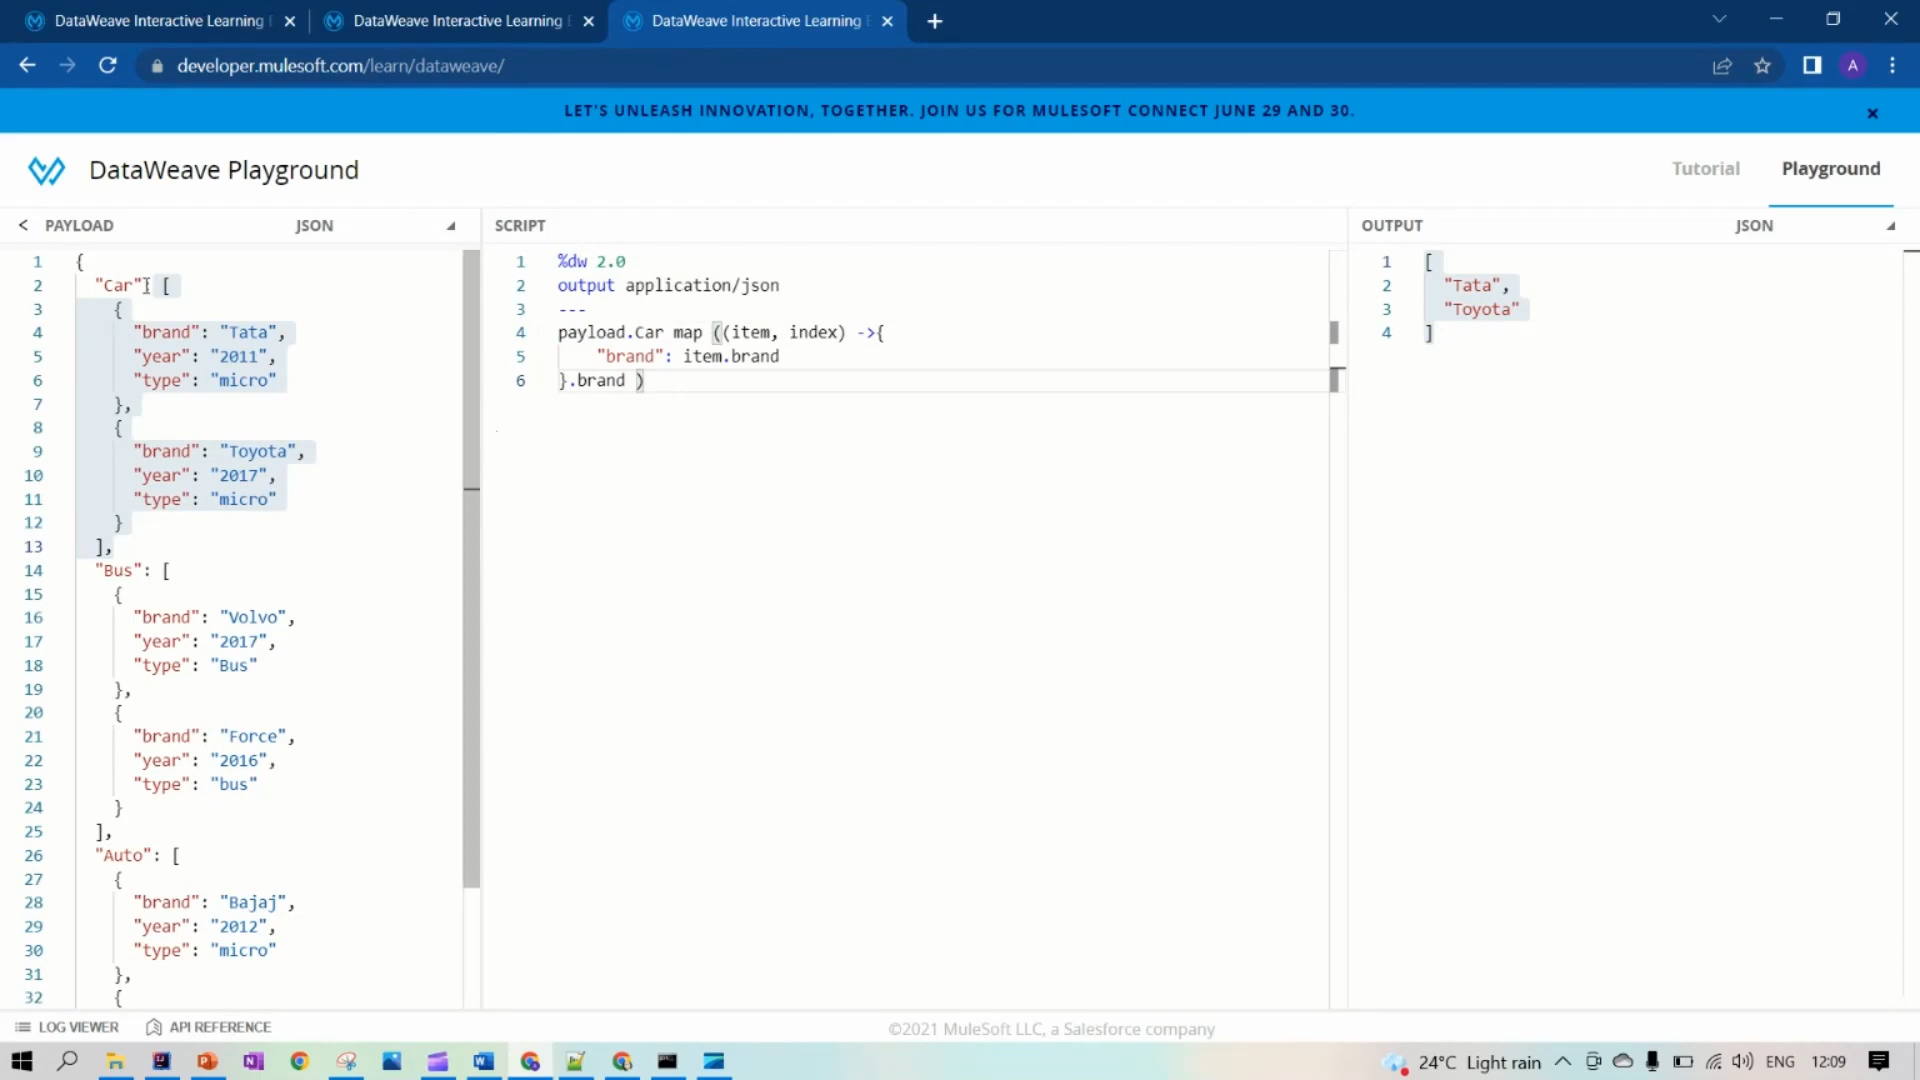 DataWeave Interactive Learning E
DataWeave Interactive Learning E
DataWeave Interactive Learning E
developer.mulesoft.com/learn/dataweave/
A
LET'S UNLEASH INNOVATION, TOGETHER. JOIN US FOR MULESOFT CONNECT JUNE 29 AND 30.
DataWeave Playground
Tutorial
Playground
PAYLOAD
JSON
1 {
2 "Car": [
3 {
4 "brand": "Tata",
5 "year": "2011",
6 "type": "micro"
7 },
8 {
9 "brand": "Toyota",
10 "year": "2017",
11 "type": "micro"
12 }
13 ],
14 "Bus": [
15 {
16 "brand": "Volvo",
17 "year": "2017",
18 "type": "Bus"
19 },
20 {
21 "brand": "Force",
22 "year": "2016",
23 "type": "bus"
24 }
25 ],
26 "Auto": [
27 {
28 "brand": "Bajaj",
29 "year": "2012",
30 "type": "micro"
31 },
32 {
SCRIPT
1 %dw 2.0
2 output application/json
3 ---
4 payload.Car map ((item, index) ->{
5 "brand": item.brand
6 }.brand )
OUTPUT
JSON
1 [
2 "Tata",
3 "Toyota"
4 ]
LOG VIEWER
API REFERENCE
©2021 MuleSoft LLC, a Salesforce company
24°C Light rain
ENG
12:09